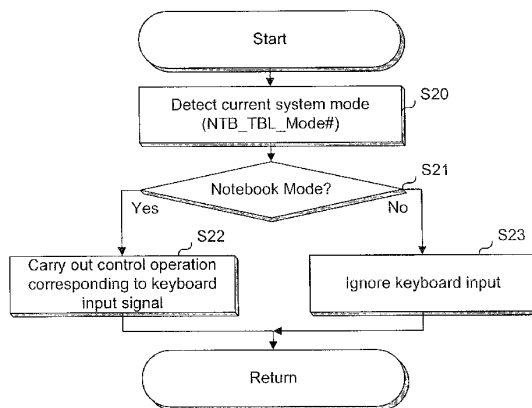 Start
S20
Detect current system mode
(NTB_TBL_Mode#)
S21
Notebook Mode?
Yes
No
S22
S23
Carry out control operation
corresponding to keyboard
input signal
Ignore keyboard input
Return